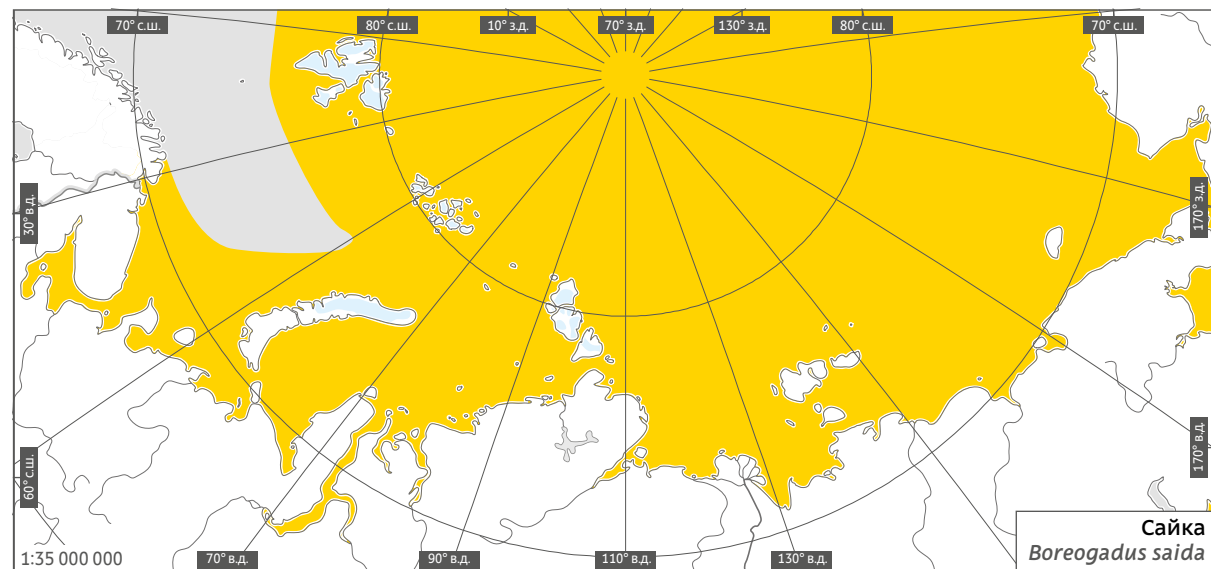 70° с.ш.
80° с.ш.
10° з.д.
70° з.д.
130° з.д.
80° с.ш.
70° с.ш.
30° в.д.
170° з.д.
60° с.ш.
170° в.д.
1:35 000 000
70° в.д.
90° в.д.
110° в.д.
130° в.д.
Сайка
Boreogadus saida